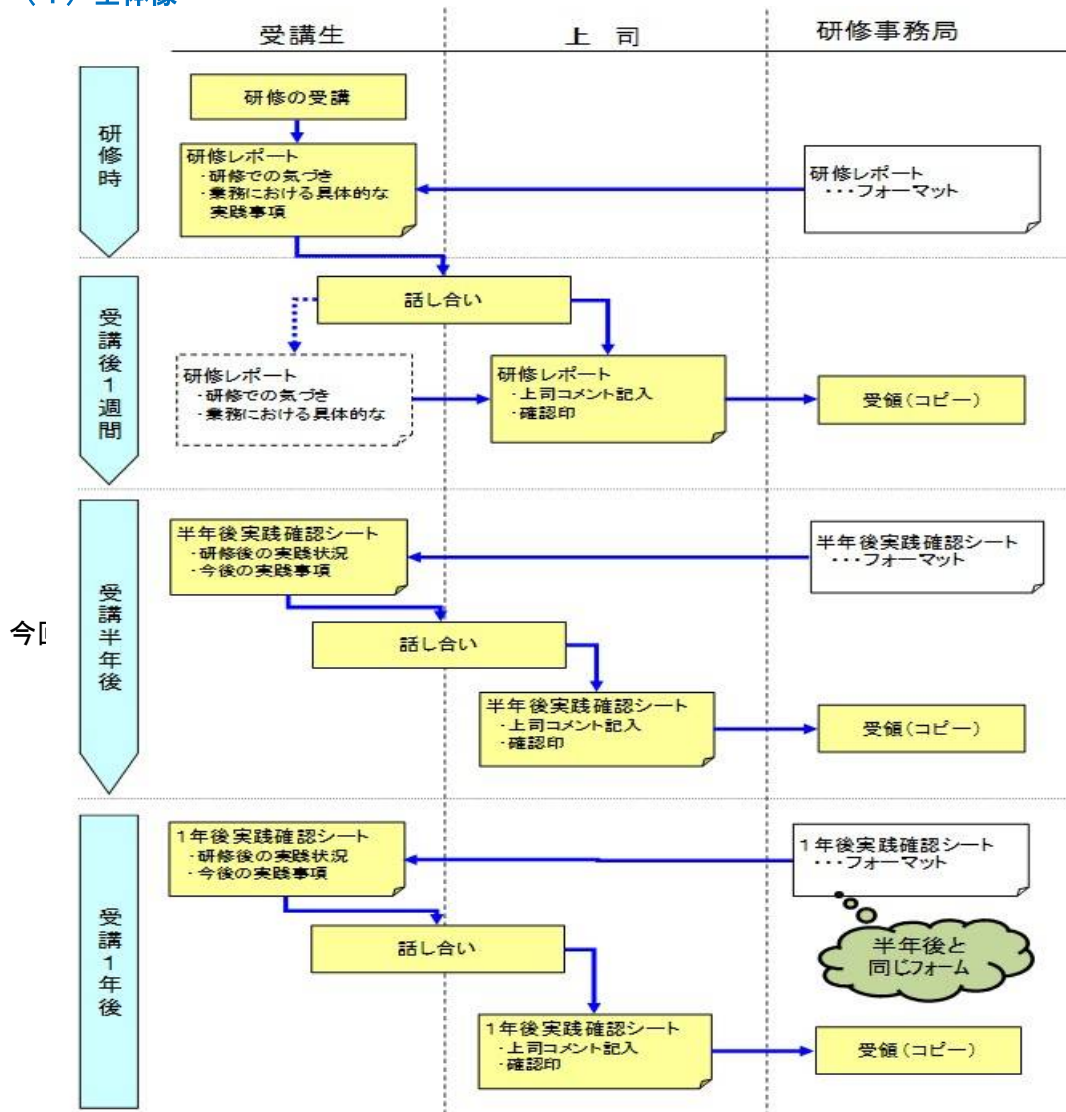 (1)全体像
受講生
上 司
研修事務局
研修時
研修の受講
研修レポート
・研修での気づき
・業務における具体的な
実践事項
研修レポート
・・・フォーマット
受講後1週間
話し合い
研修レポート
・研修での気づき
・業務における具体的な
研修レポート
・上司コメント記入
・確認印
受領(コピー)
今回
受講半年後
半年後実践確認シート
・研修後の実践状況
・今後の実践事項
半年後実践確認シート
・・・フォーマット
話し合い
半年後実践確認シート
・上司コメント記入
・確認印
受領(コピー)
受講1年後
1年後実践確認シート
・研修後の実践状況
・今後の実践事項
1年後実践確認シート
・・・フォーマット
半年後と
同じフォーム
話し合い
1年後実践確認シート
・上司コメント記入
・確認印
受領(コピー)